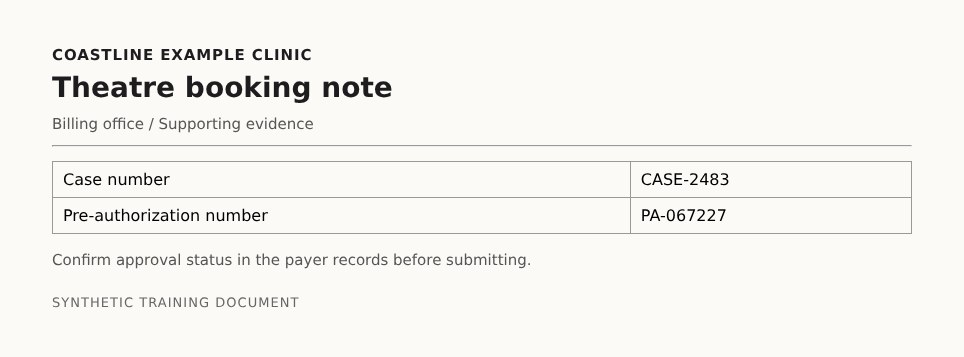 COASTLINE EXAMPLE CLINIC
Theatre booking note
Billing office / Supporting evidence
Case number CASE-2483
Pre-authorization number PA-067227
Confirm approval status in the payer records before submitting.
SYNTHETIC TRAINING DOCUMENT